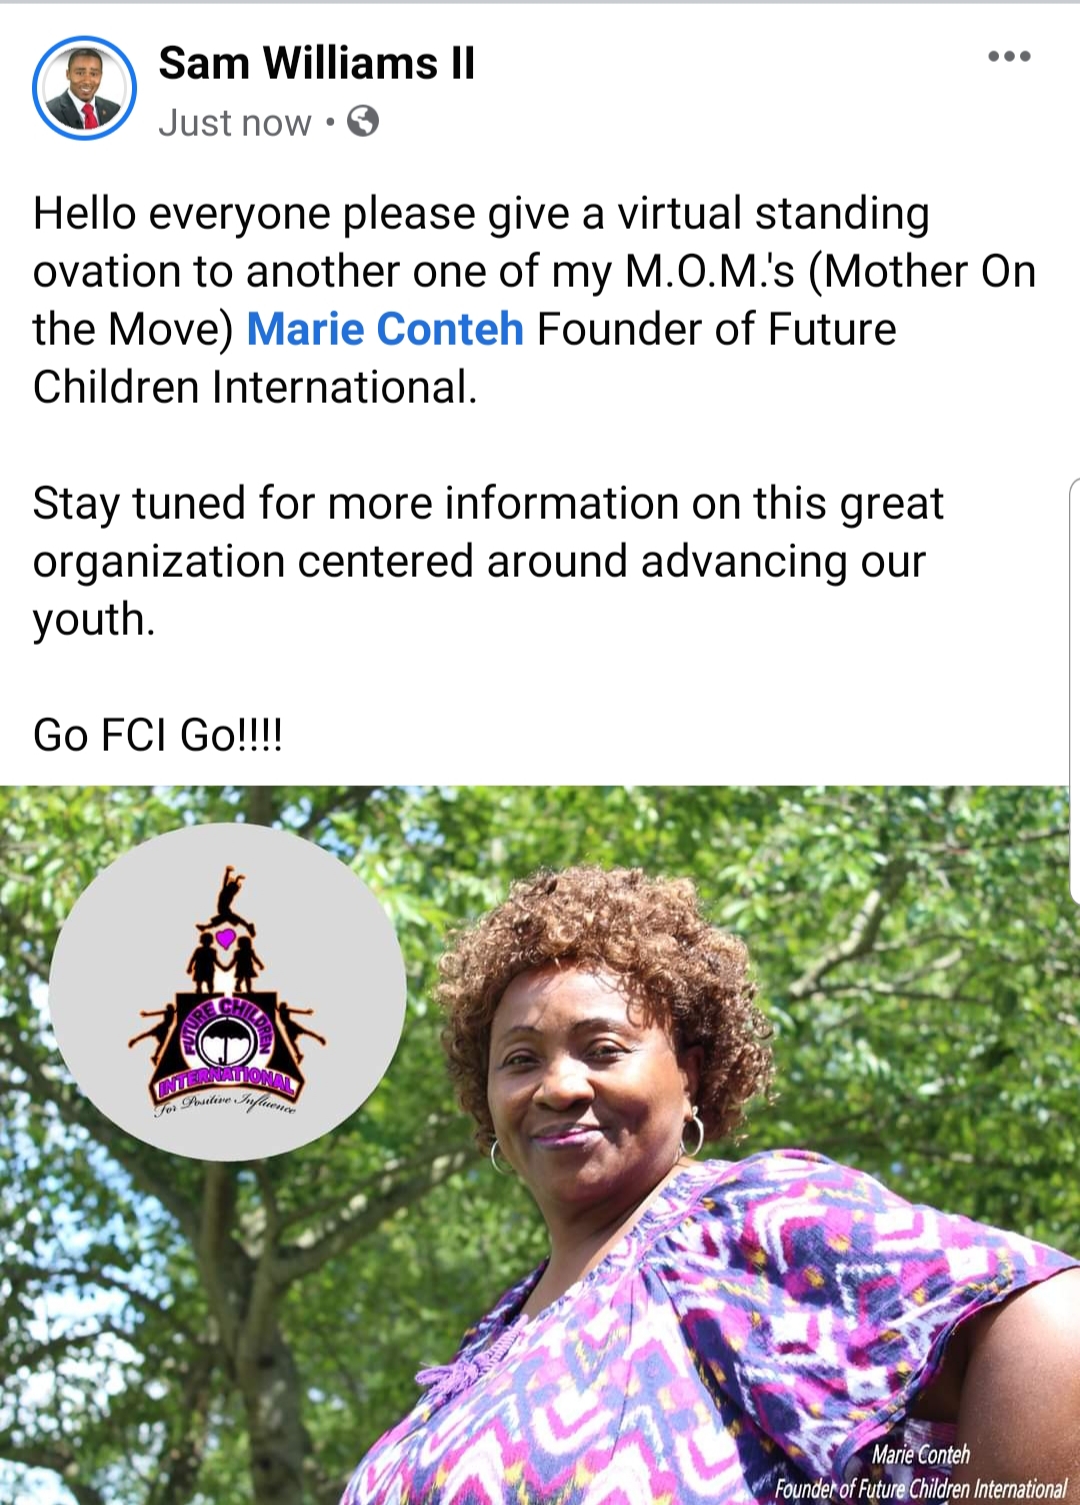 Sam Williams II
Just now •
Hello everyone please give a virtual standing
ovation to another one of my M.O.M.'s (Mother On
the Move) Marie Conteh Founder of Future
Children International.
Stay tuned for more information on this great
organization centered around advancing our
youth.
Go FCI Go!!!!
FUTURE CHILDREN
INTERNATIONAL
For Positive Influence
Marie Conteh
Founder of Future Children International